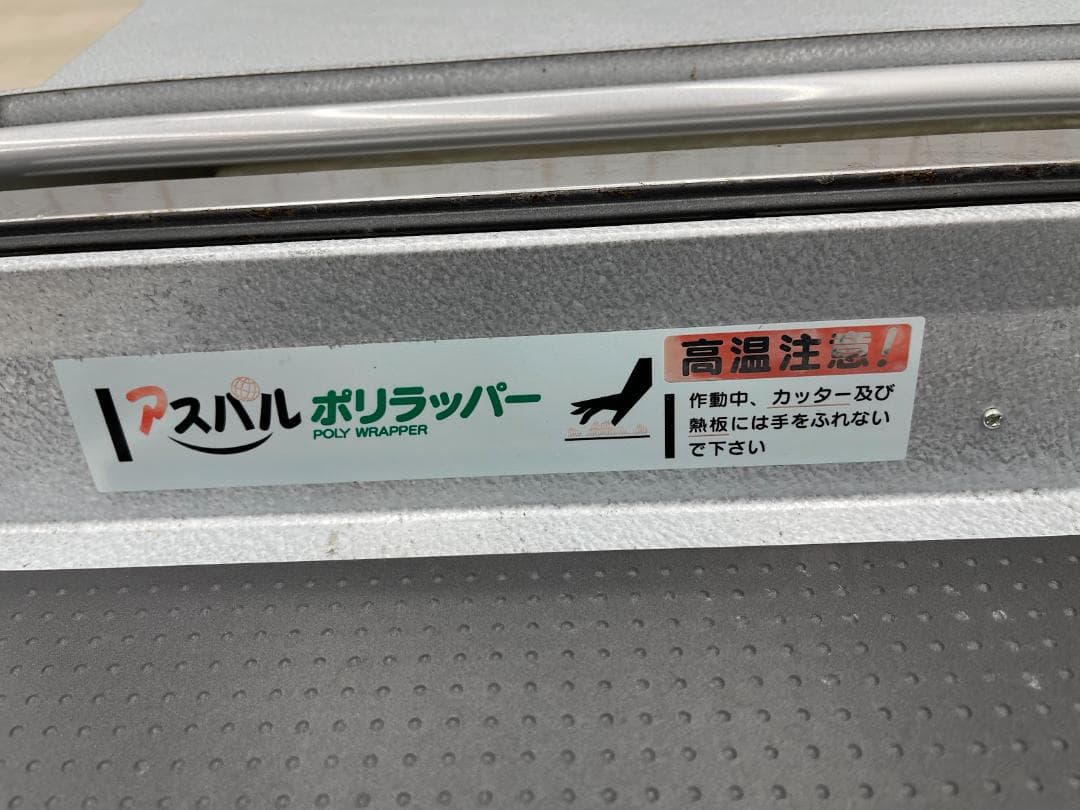 アスパル ポリラッパー
POLY WRAPPER
高温注意!
作動中、カッター及び
熱板には手をふれない
で下さい